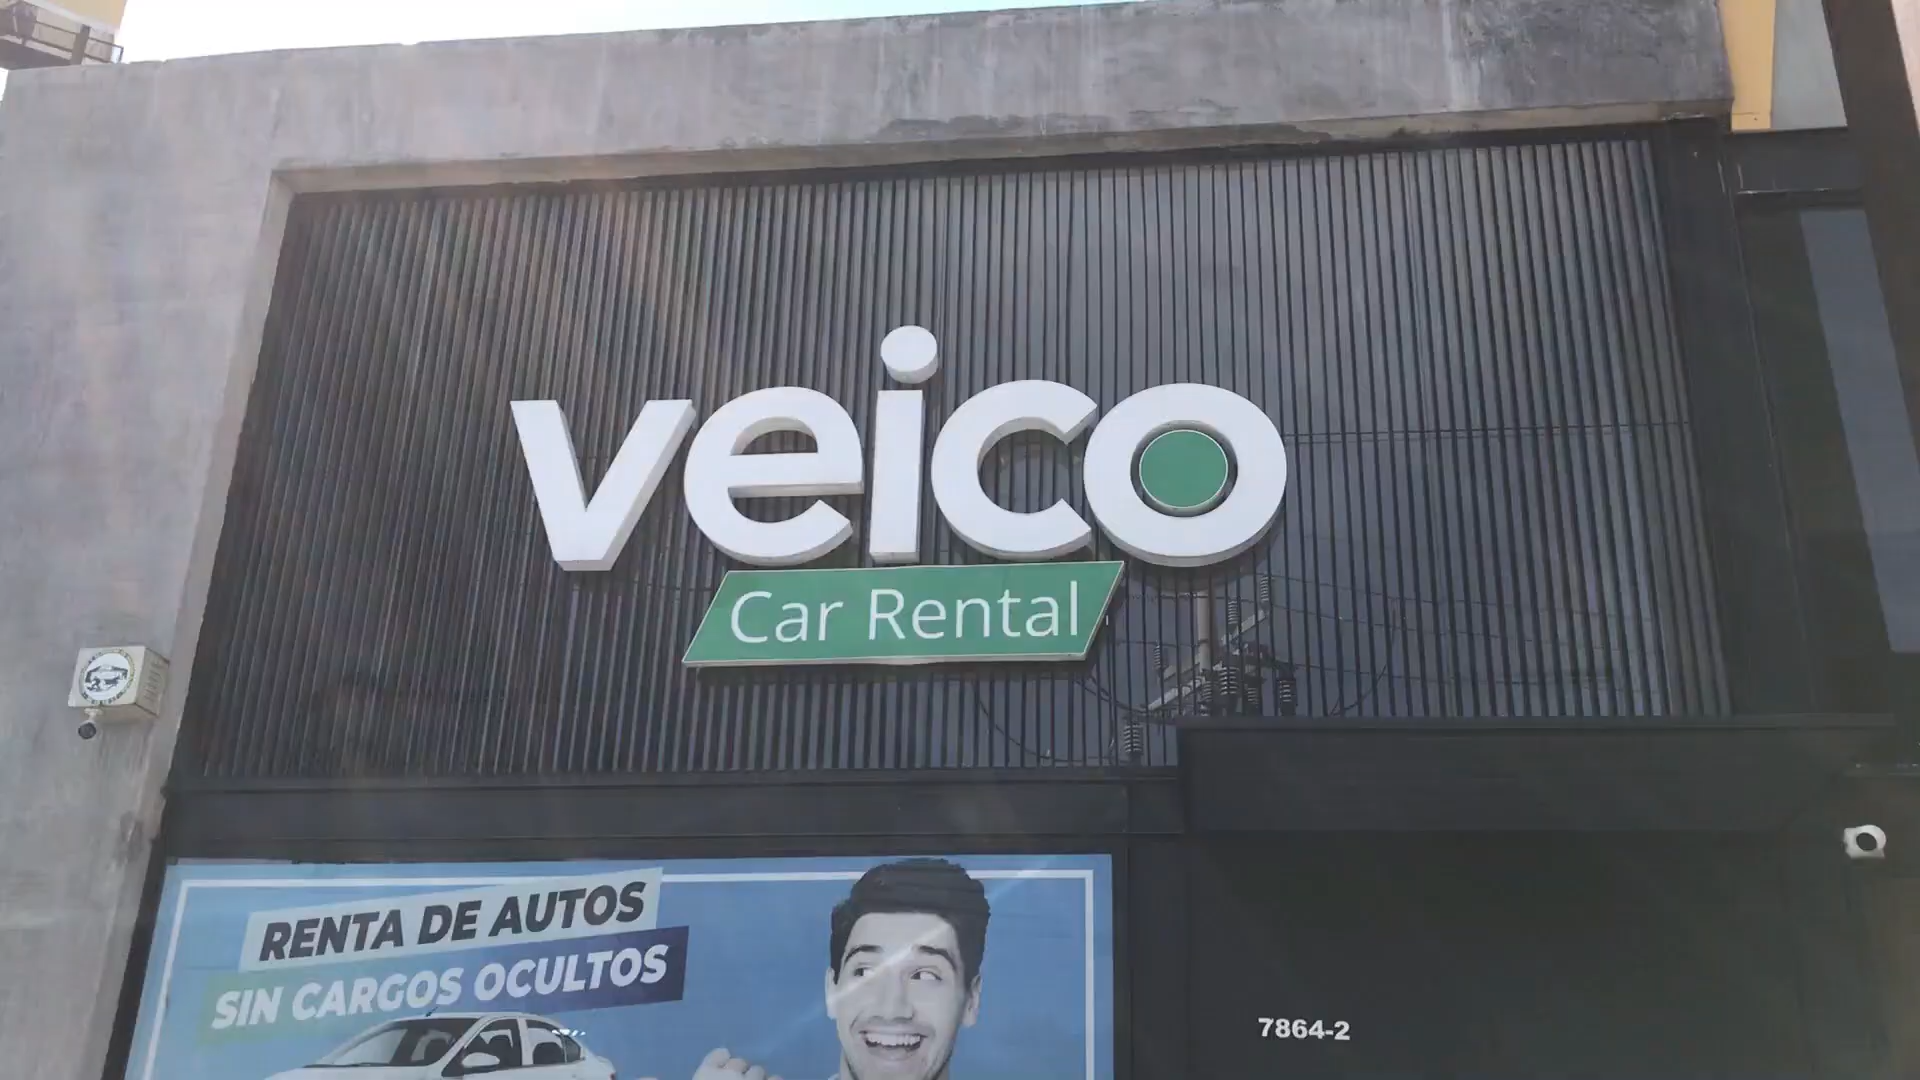 veico
Car Rental
RENTA DE AUTOS
SIN CARGOS OCULTOS
7864-2